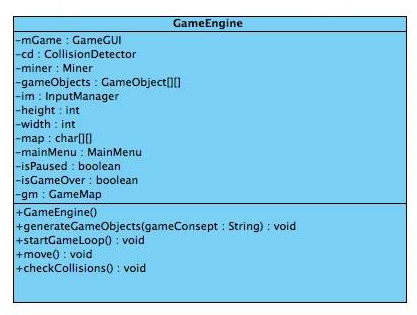 GameEngine
-mGame : GameGUI
-cd : CollisionDetector
-miner : Miner
-gameObjects : GameObject[][]
-im : InputManager
-height : int
-width : int
-map : char[][]
-mainMenu : MainMenu
-isPaused : boolean
-isGameOver : boolean
-gm : GameMap
+GameEngine()
+generateGameObjects(gameConsept : String) : void
+startGameLoop() : void
+move() : void
+checkCollisions() : void